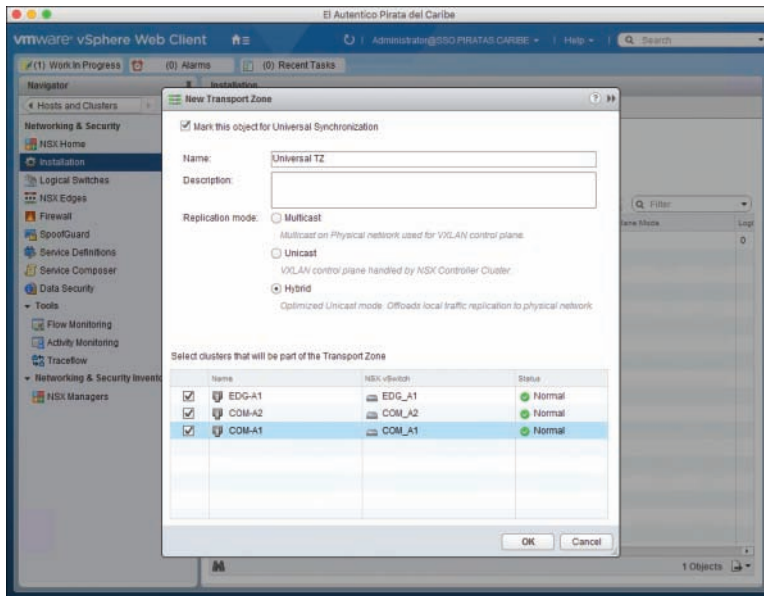 El Autentico Pirata del Caribe
vmware® vSphere Web Client
Administrator@SSO PIRATAS CARIBE
Help
Search
(1) Work In Progress
(0) Alarms
(0) Recent Tasks
Navigator
Installation
Hosts and Clusters
New Transport Zone
Networking & Security
Mark this object for Universal Synchronization
NSX Home
Installation
Name:
Universal TZ
Logical Switches
Description:
NSX Edges
Filter
Firewall
Replication mode:
Multicast
Mode
SpoofGuard
Multicast on Physical network used for VXLAN control plane.
0
Service Definitions
Unicast
Service Composer
VXLAN control plane handled by NSX Controller Cluster.
Data Security
Hybrid
Tools
Optimized Unicast mode. Offloads local traffic replication to physical network.
Flow Monitoring
Activity Monitoring
Select clusters that will be part of the Transport Zone
Traceflow
Networking & Security Invento
Name
NSX vSwitch
Status
NSX Managers
EDG-A1
EDG_A1
Normal
COM-A2
COM_A2
Normal
COM-A1
COM_A1
Normal
OK
Cancel
1 Objects